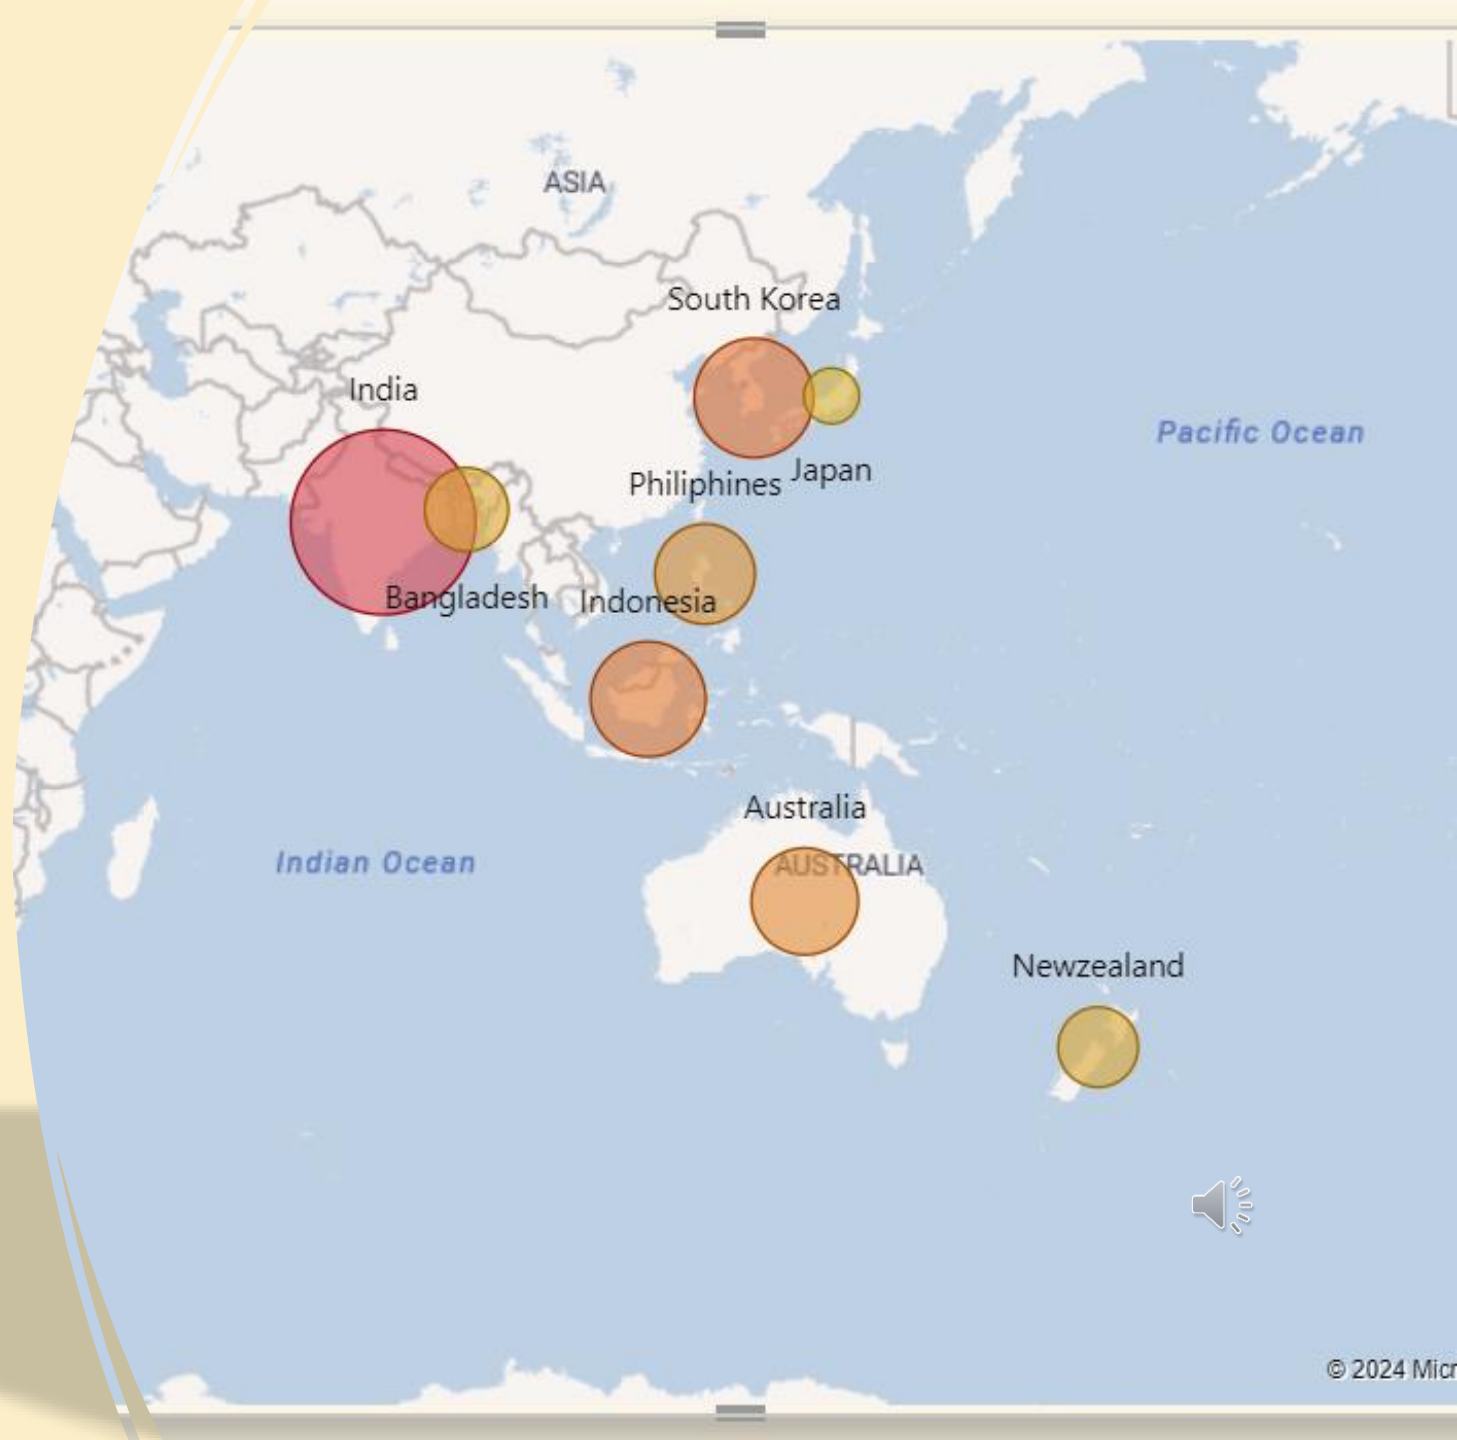 ASIA
South Korea
India
Pacific Ocean
Japan
Philiphines
Bangladesh
Indonesia
Australia
AUSTRALIA
Indian Ocean
Newzealand
© 2024 Micr